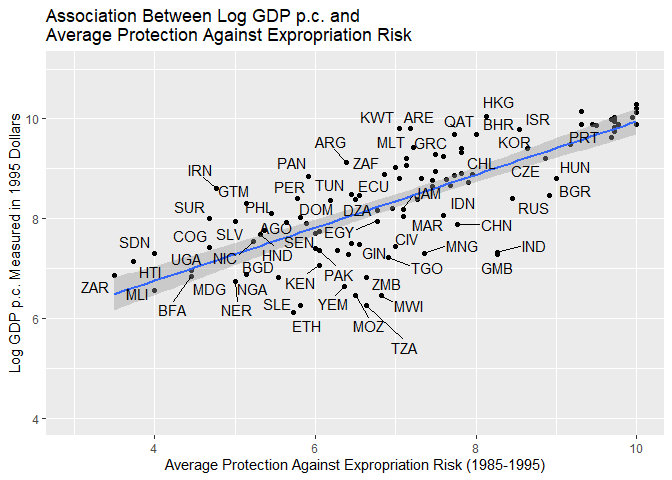 Association Between Log GDP p.c. and
Average Protection Against Expropriation Risk
HKG
KWT ARE
QAT BHR ISR
ARG MLT GRC KOR PRT
10
PAN ZAF
IRN TUN ECU CHL CZE HUN
GTM PER JAM BGR
SUR PHI DOM DZA IDN RUS
8
COG SLV AGO EGY MAR CHN
SDN SEN CIV
UGA NIC HND GIN MNG IND
HTI BGD PAK TGO GMB
ZAR MLI MDG NGA KEN ZMB
BFA NER SLE YEM MWI
6
ETH MOZ
TZA
4
Log GDP p.c. Measured in 1995 Dollars
4 6 8 10
Average Protection Against Expropriation Risk (1985-1995)